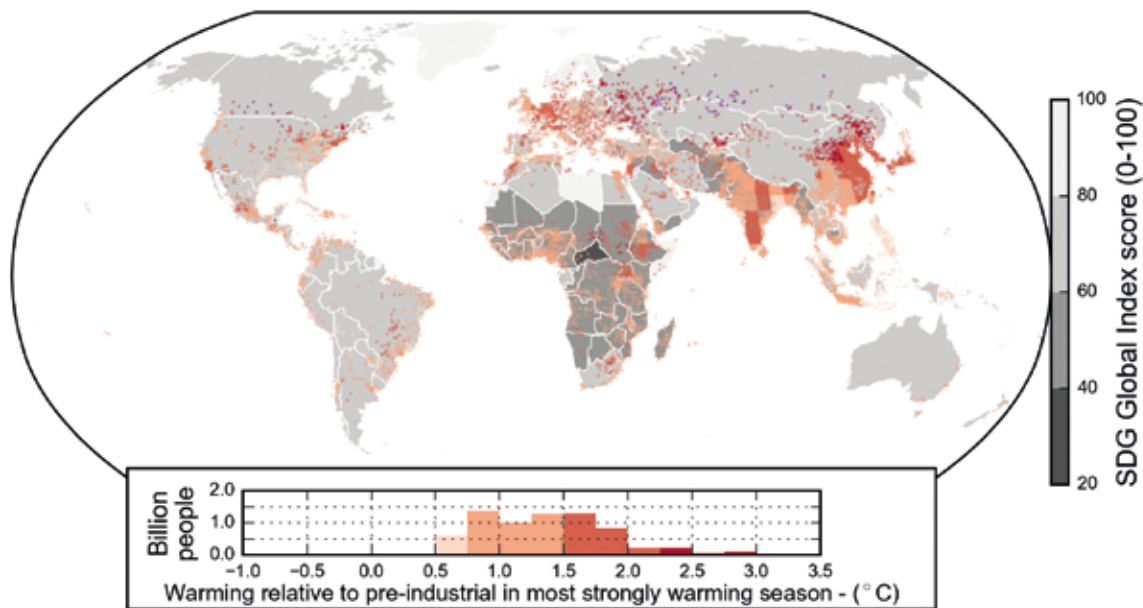 100
80
60
40
20
SDG Global Index score (0-100)
2.0
1.0
0.0
Billion
people
−1.0 −0.5 0.0 0.5 1.0 1.5 2.0 2.5 3.0 3.5
Warming relative to pre-industrial in most strongly warming season - (°C)